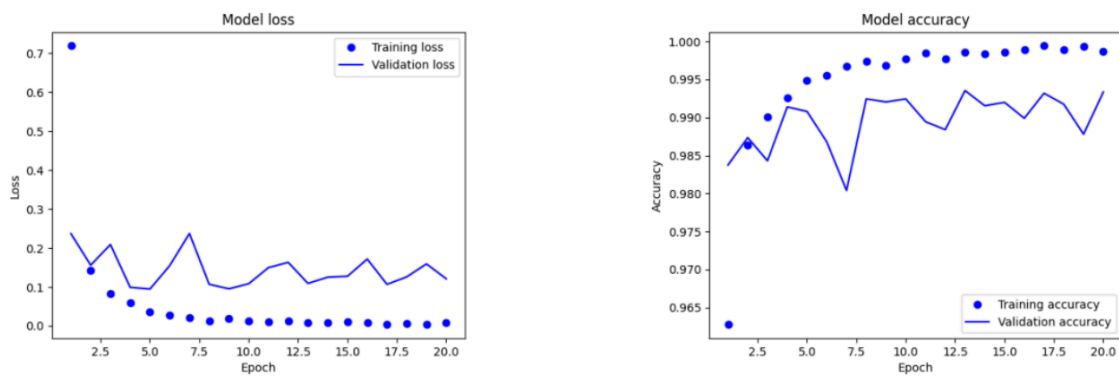 Model loss
0.7
0.6
0.5
0.4
0.3
0.2
0.1
0.0
Loss
Training loss
Validation loss
2.5 5.0 7.5 10.0 12.5 15.0 17.5 20.0
Epoch
Model accuracy
1.000
0.995
0.990
0.985
0.980
0.975
0.970
0.965
Accuracy
Training accuracy
Validation accuracy
2.5 5.0 7.5 10.0 12.5 15.0 17.5 20.0
Epoch